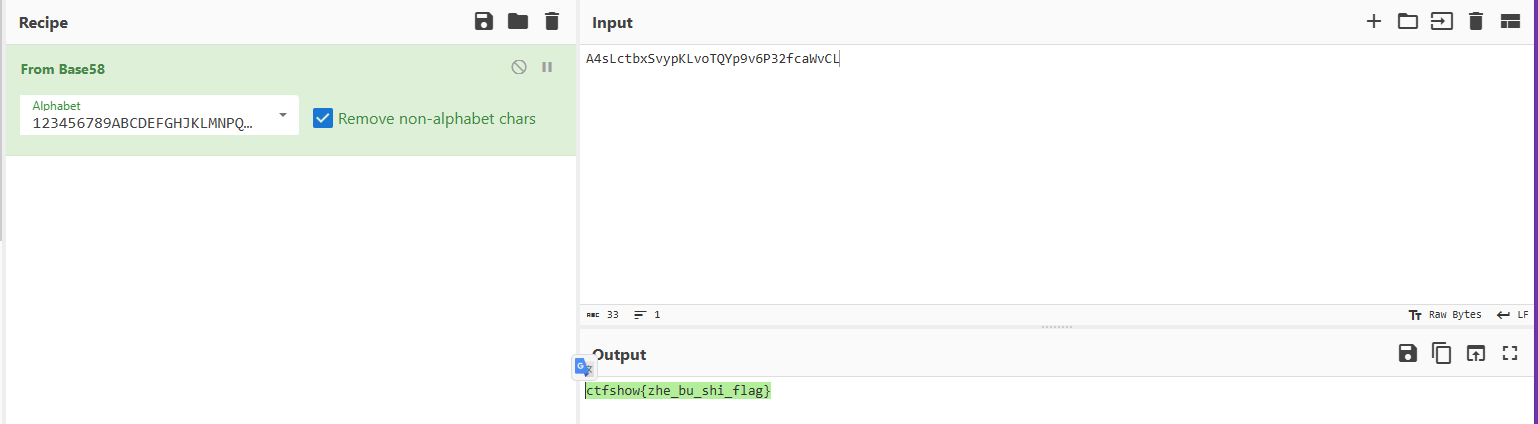 Recipe
From Base58
Alphabet
123456789ABCDEFGHJKLMNPQ…
Remove non-alphabet chars
Input
A4sLctbxSvypKLvoTQYp9v6P32fcaWvCL
ABC 33 1
Tт Raw Bytes LF
Output
ctfshow{zhe_bu_shi_flag}